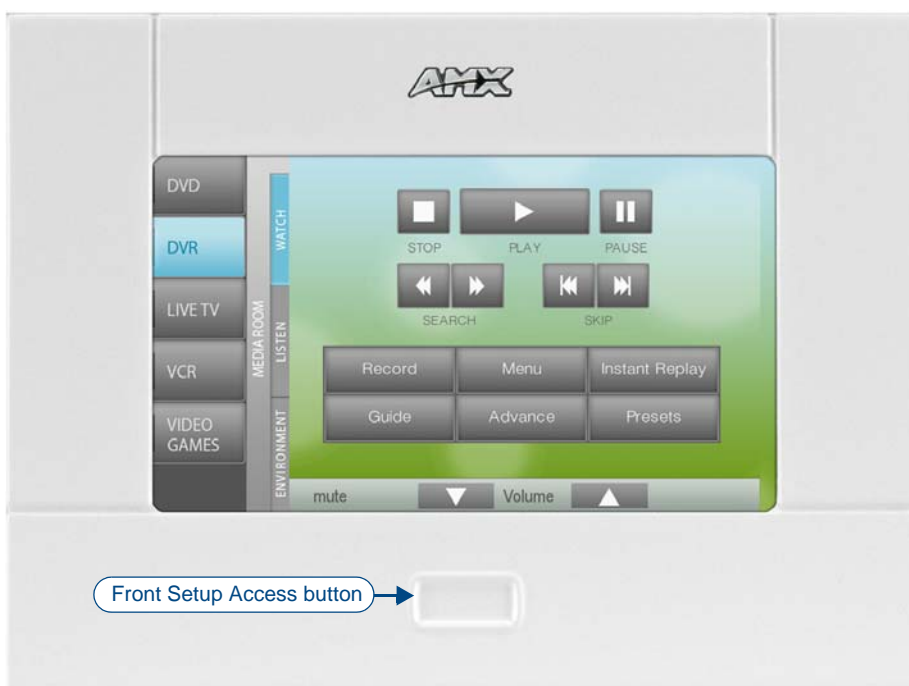 AMX
DVD
DVR
LIVE TV
VCR
VIDEO
GAMES
MEDIA ROOM
WATCH
LISTEN
ENVIRONMENT
STOP
PLAY
PAUSE
SEARCH
SKIP
Record
Menu
Instant Replay
Guide
Advance
Presets
mute
Volume
Front Setup Access button